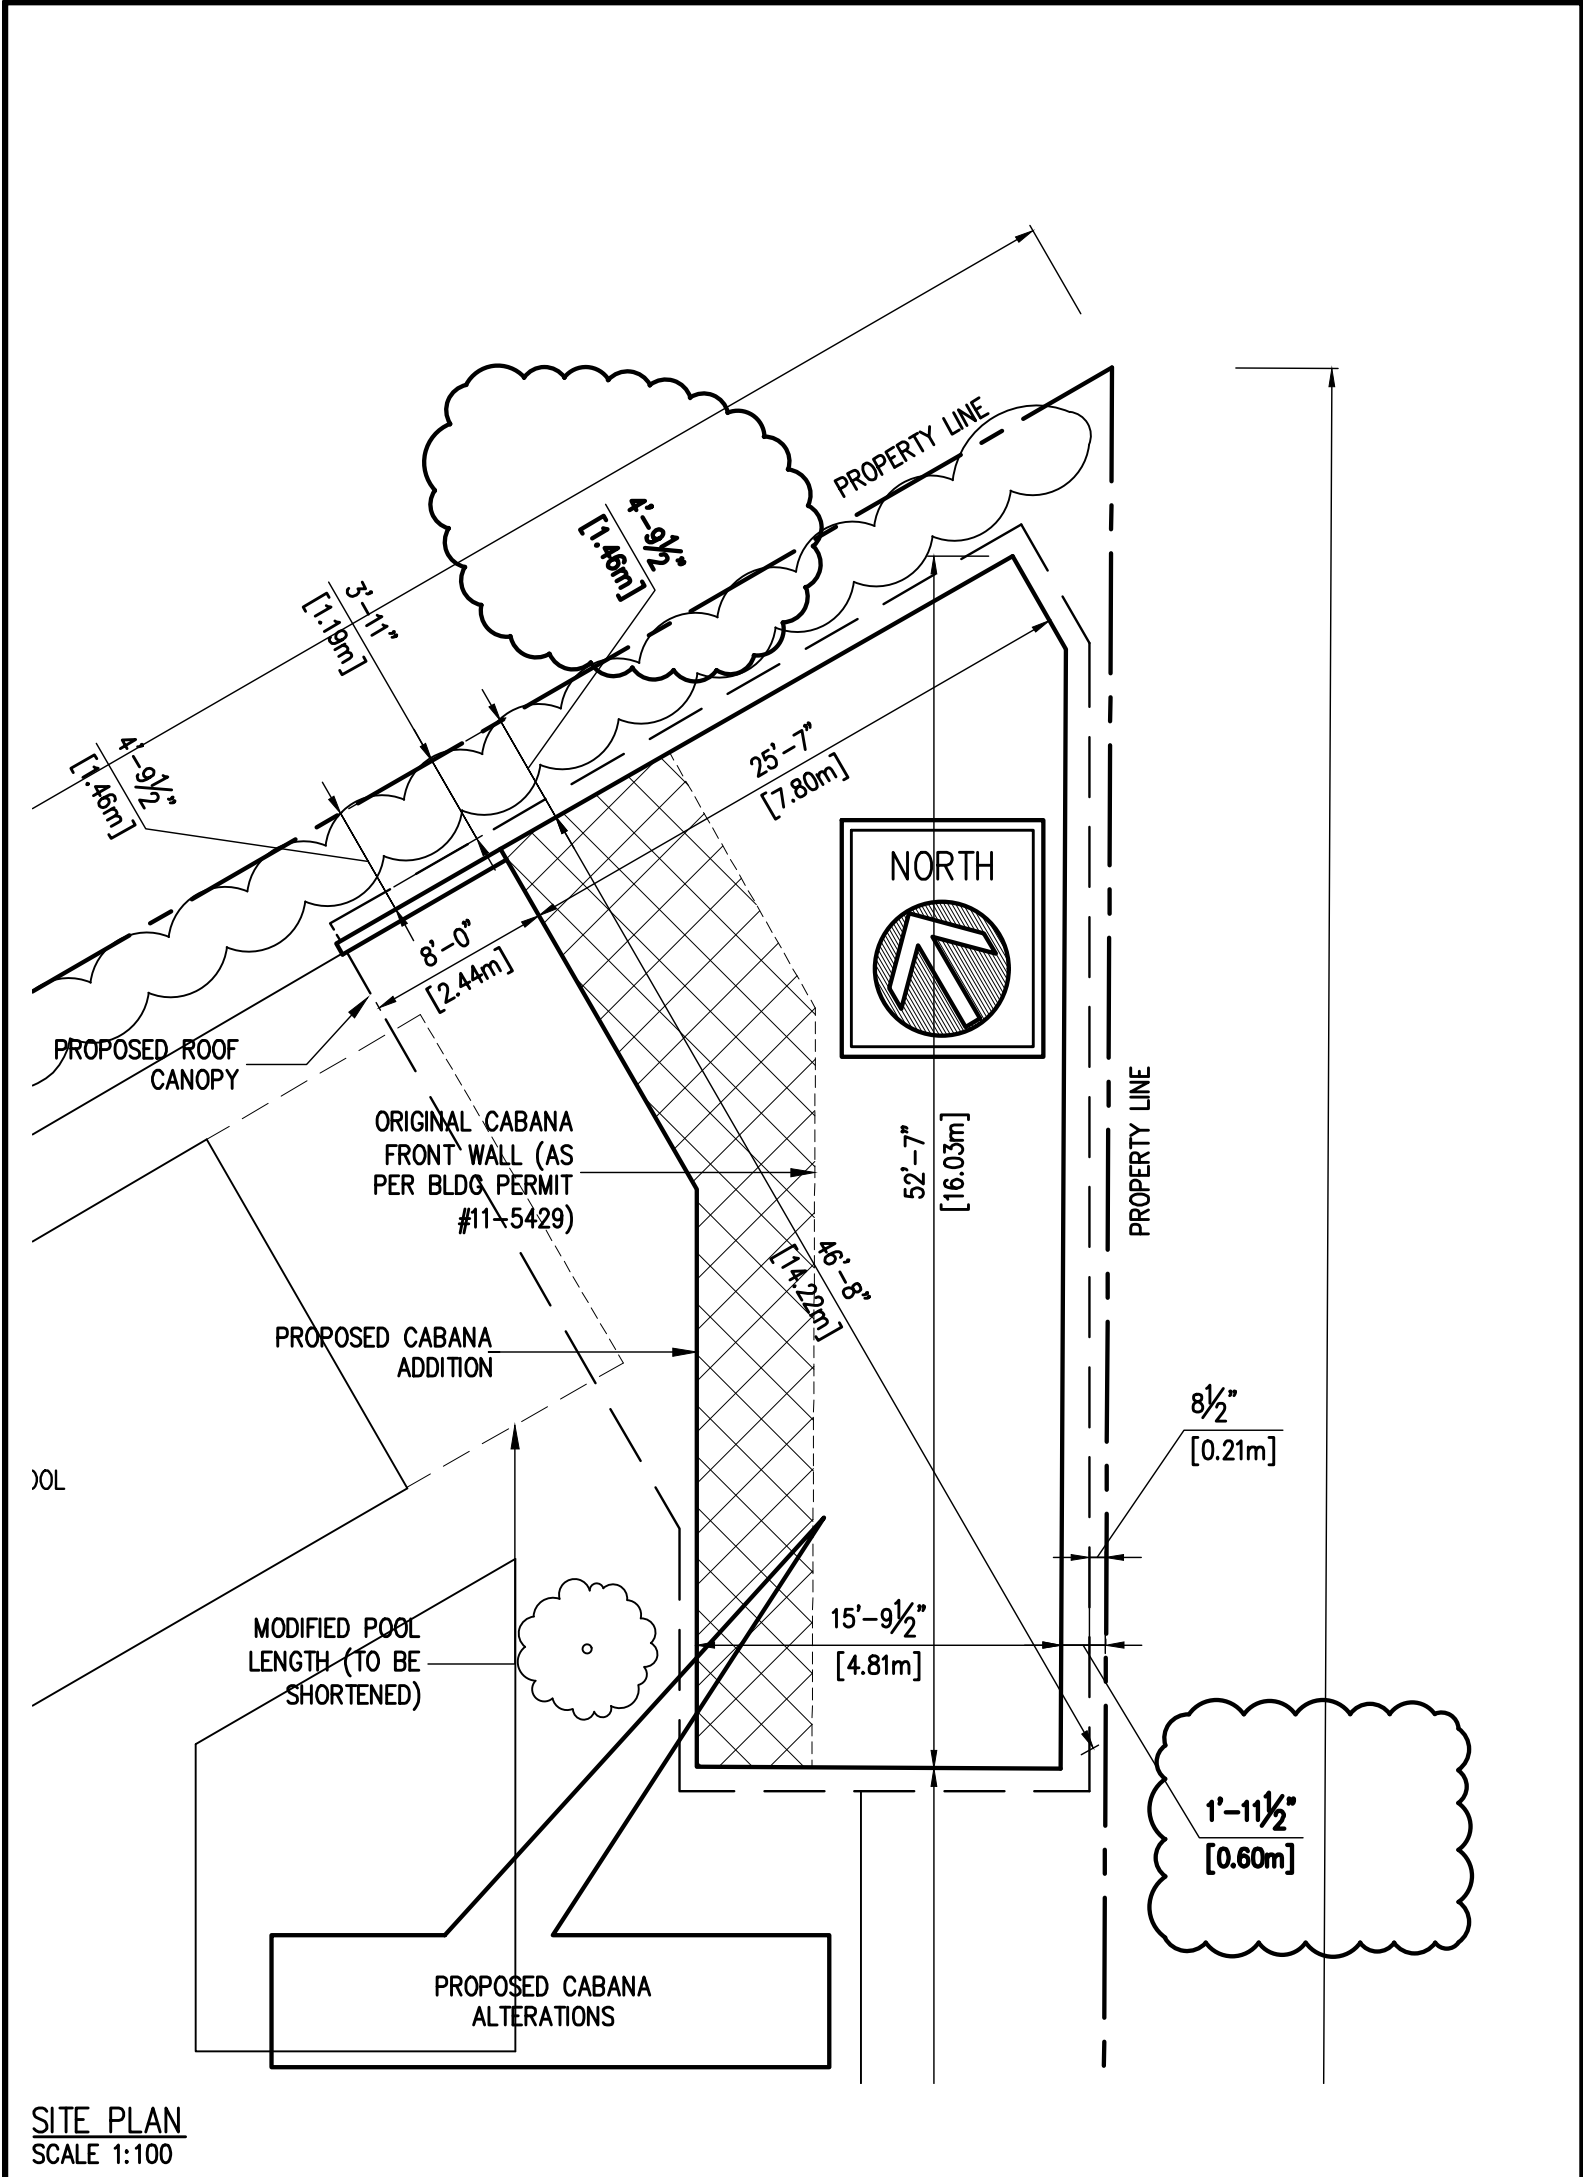 PROPERTY LINE
4'-9½"
[1.46m]
3'-11"
[1.19m]
4'-9½"
[1.46m]
25'-7"
[7.80m]
NORTH
8'-0"
[2.44m]
PROPOSED ROOF
CANOPY
ORIGINAL CABANA
FRONT WALL (AS
PER BLDG PERMIT
#11-5429)
52'-7"
[16.03m]
PROPERTY LINE
46'-8"
[14.22m]
PROPOSED CABANA
ADDITION
8½"
[0.21m]
OOL
MODIFIED POOL
LENGTH (TO BE
SHORTENED)
15'-9½"
[4.81m]
1'-11½"
[0.60m]
PROPOSED CABANA
ALTERATIONS
SITE PLAN
SCALE 1:100